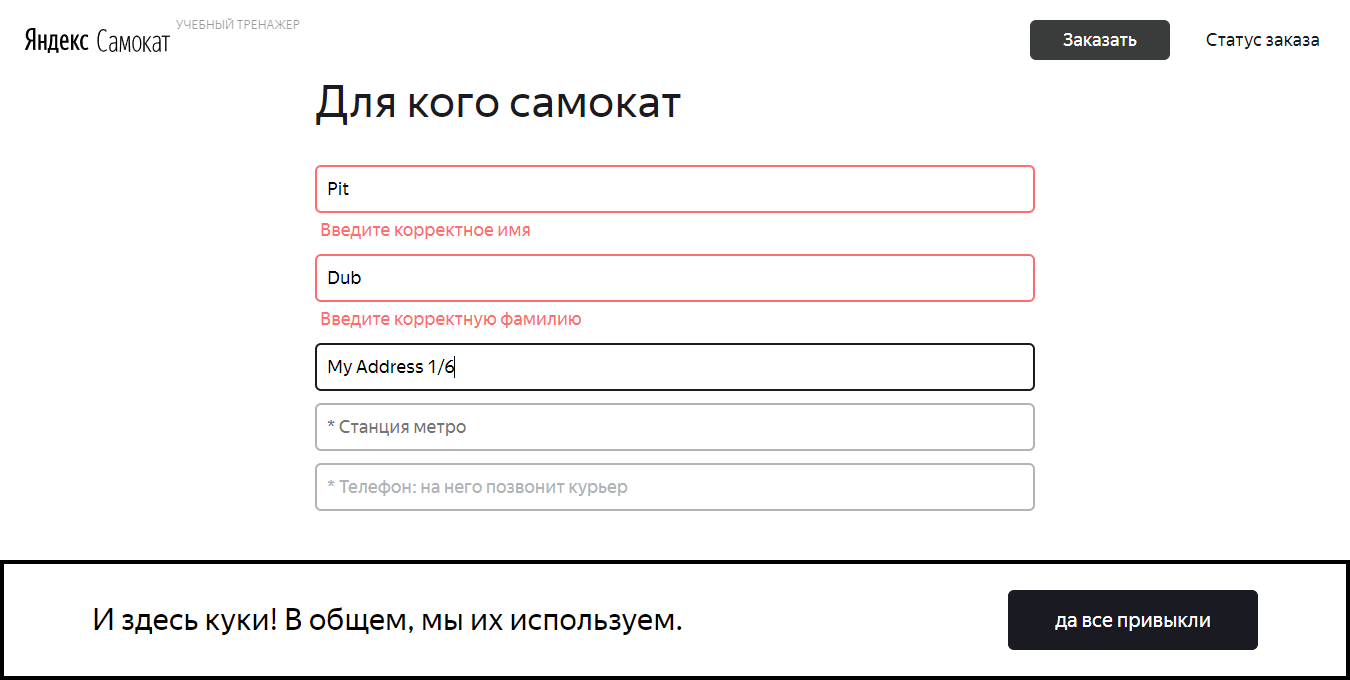 Яндекс Самокат
УЧЕБНЫЙ ТРЕНАЖЕР
Заказать
Статус заказа
Для кого самокат
Pit
Введите корректное имя
Dub
Введите корректную фамилию
My Address 1/6
* Станция метро
* Телефон: на него позвонит курьер
И здесь куки! В общем, мы их используем.
да все привыкли